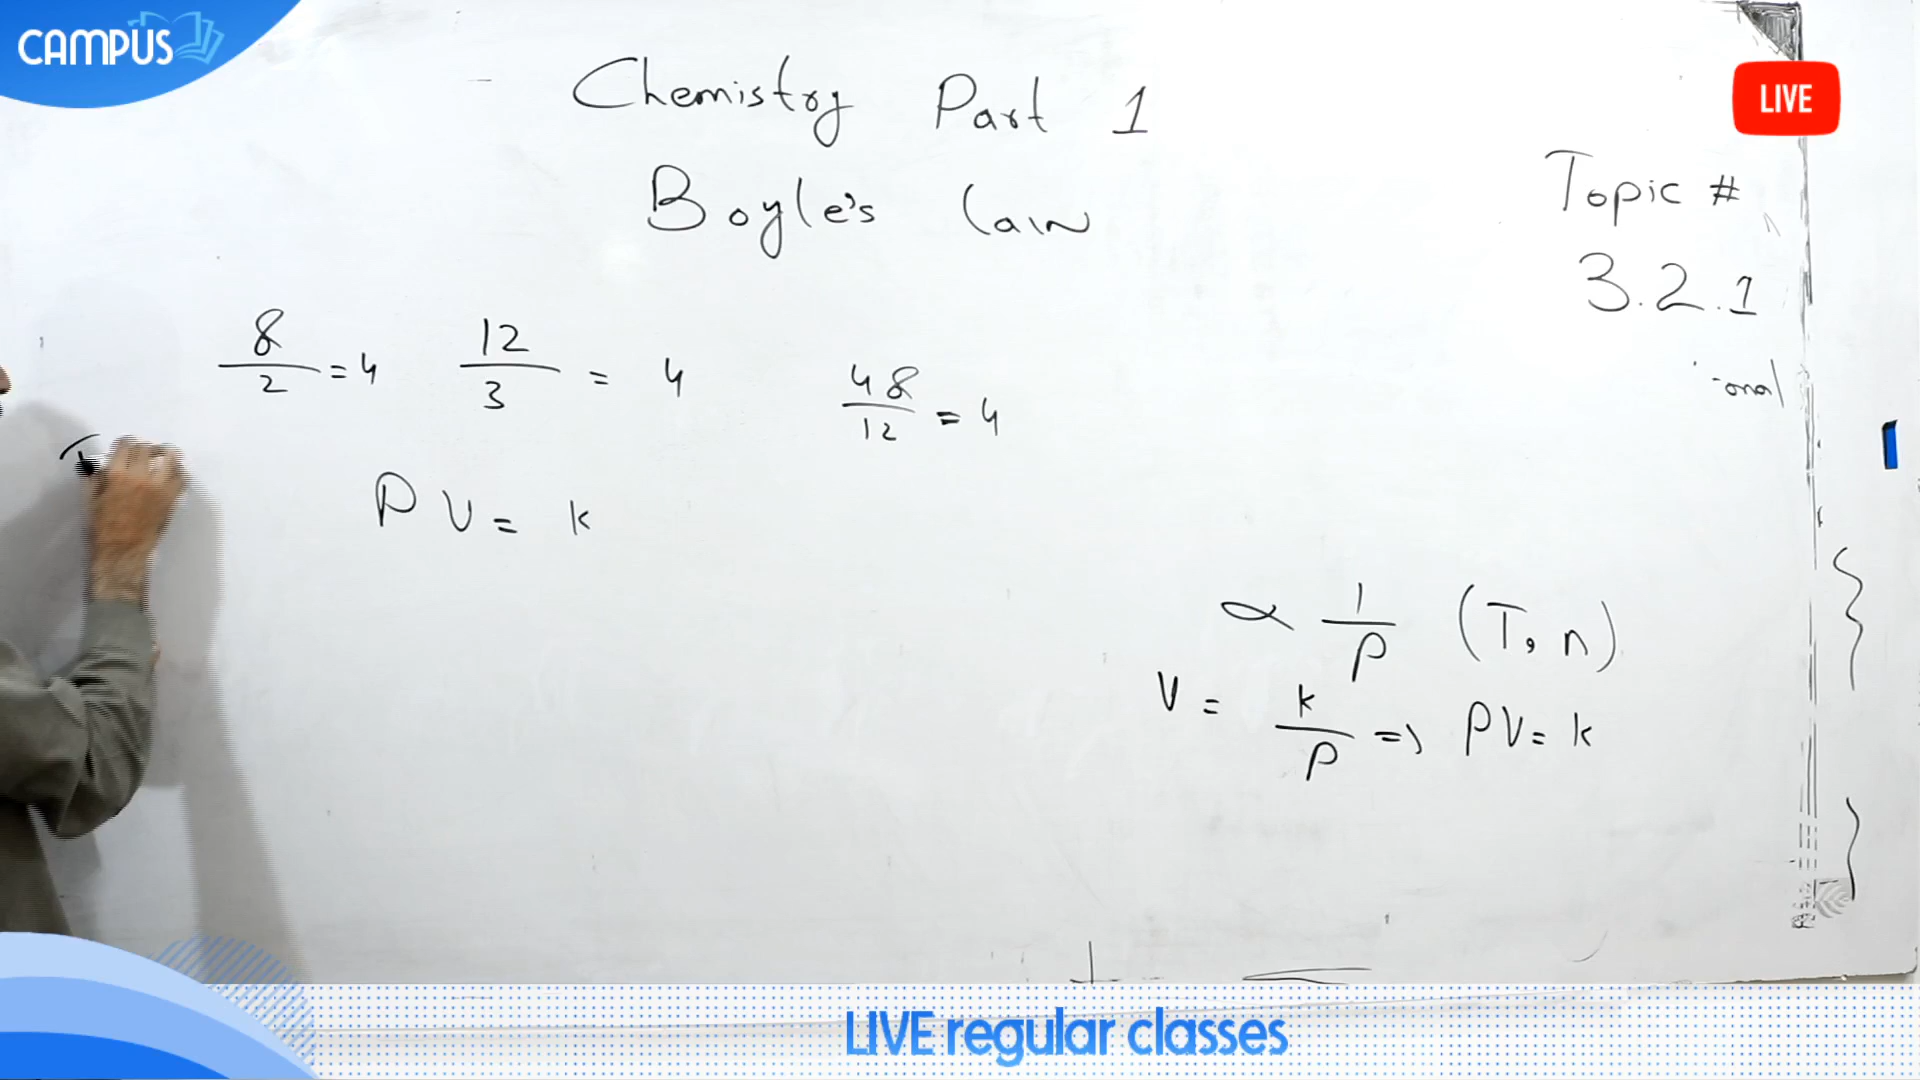 CAMPUS
LIVE
Chemistry Part 1
Boyle's law
Topic #
3.2.1
8/2 = 4 12/3 = 4 48/12 = 4
PV = k
∝ 1/P (T, n)
V = k/P => PV = k
LIVE regular classes